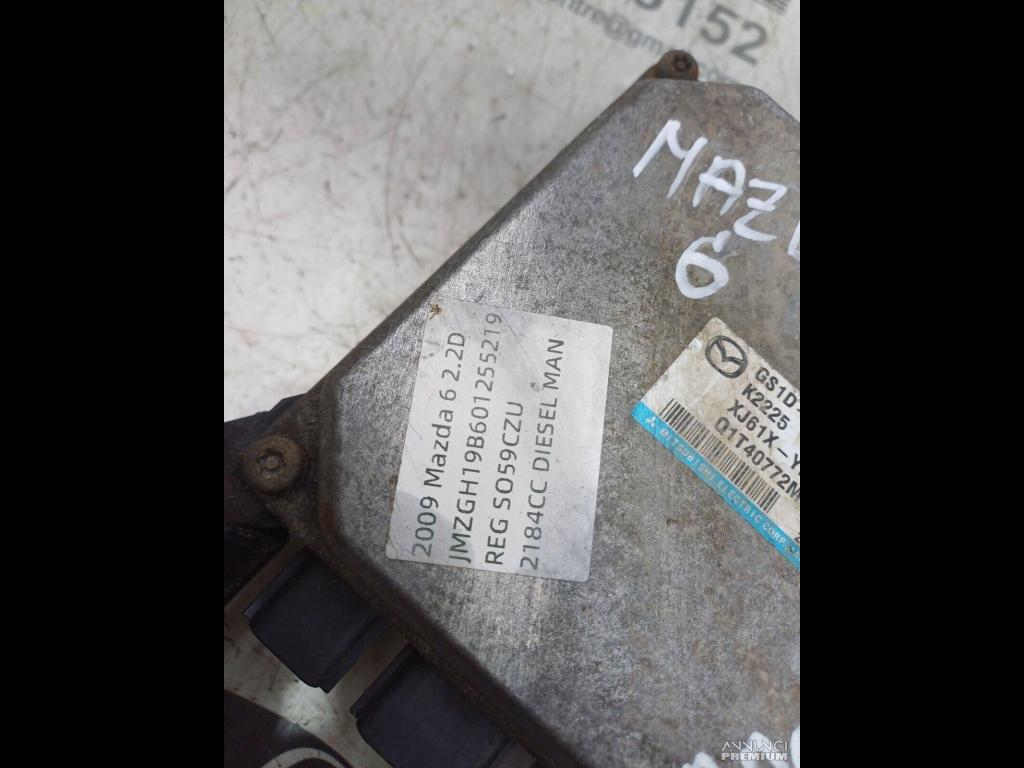 152
MAZ
6
2009 Mazda 6 2.2D
JMZGH19B601255219
REG SO59CZU
2184CC DIESEL MAN
GS1D-
K2225
XJ61X-Y
Q1T40772M
MITSUBISHI ELECTRIC CORP.
ANNUNCI
PREMIUM